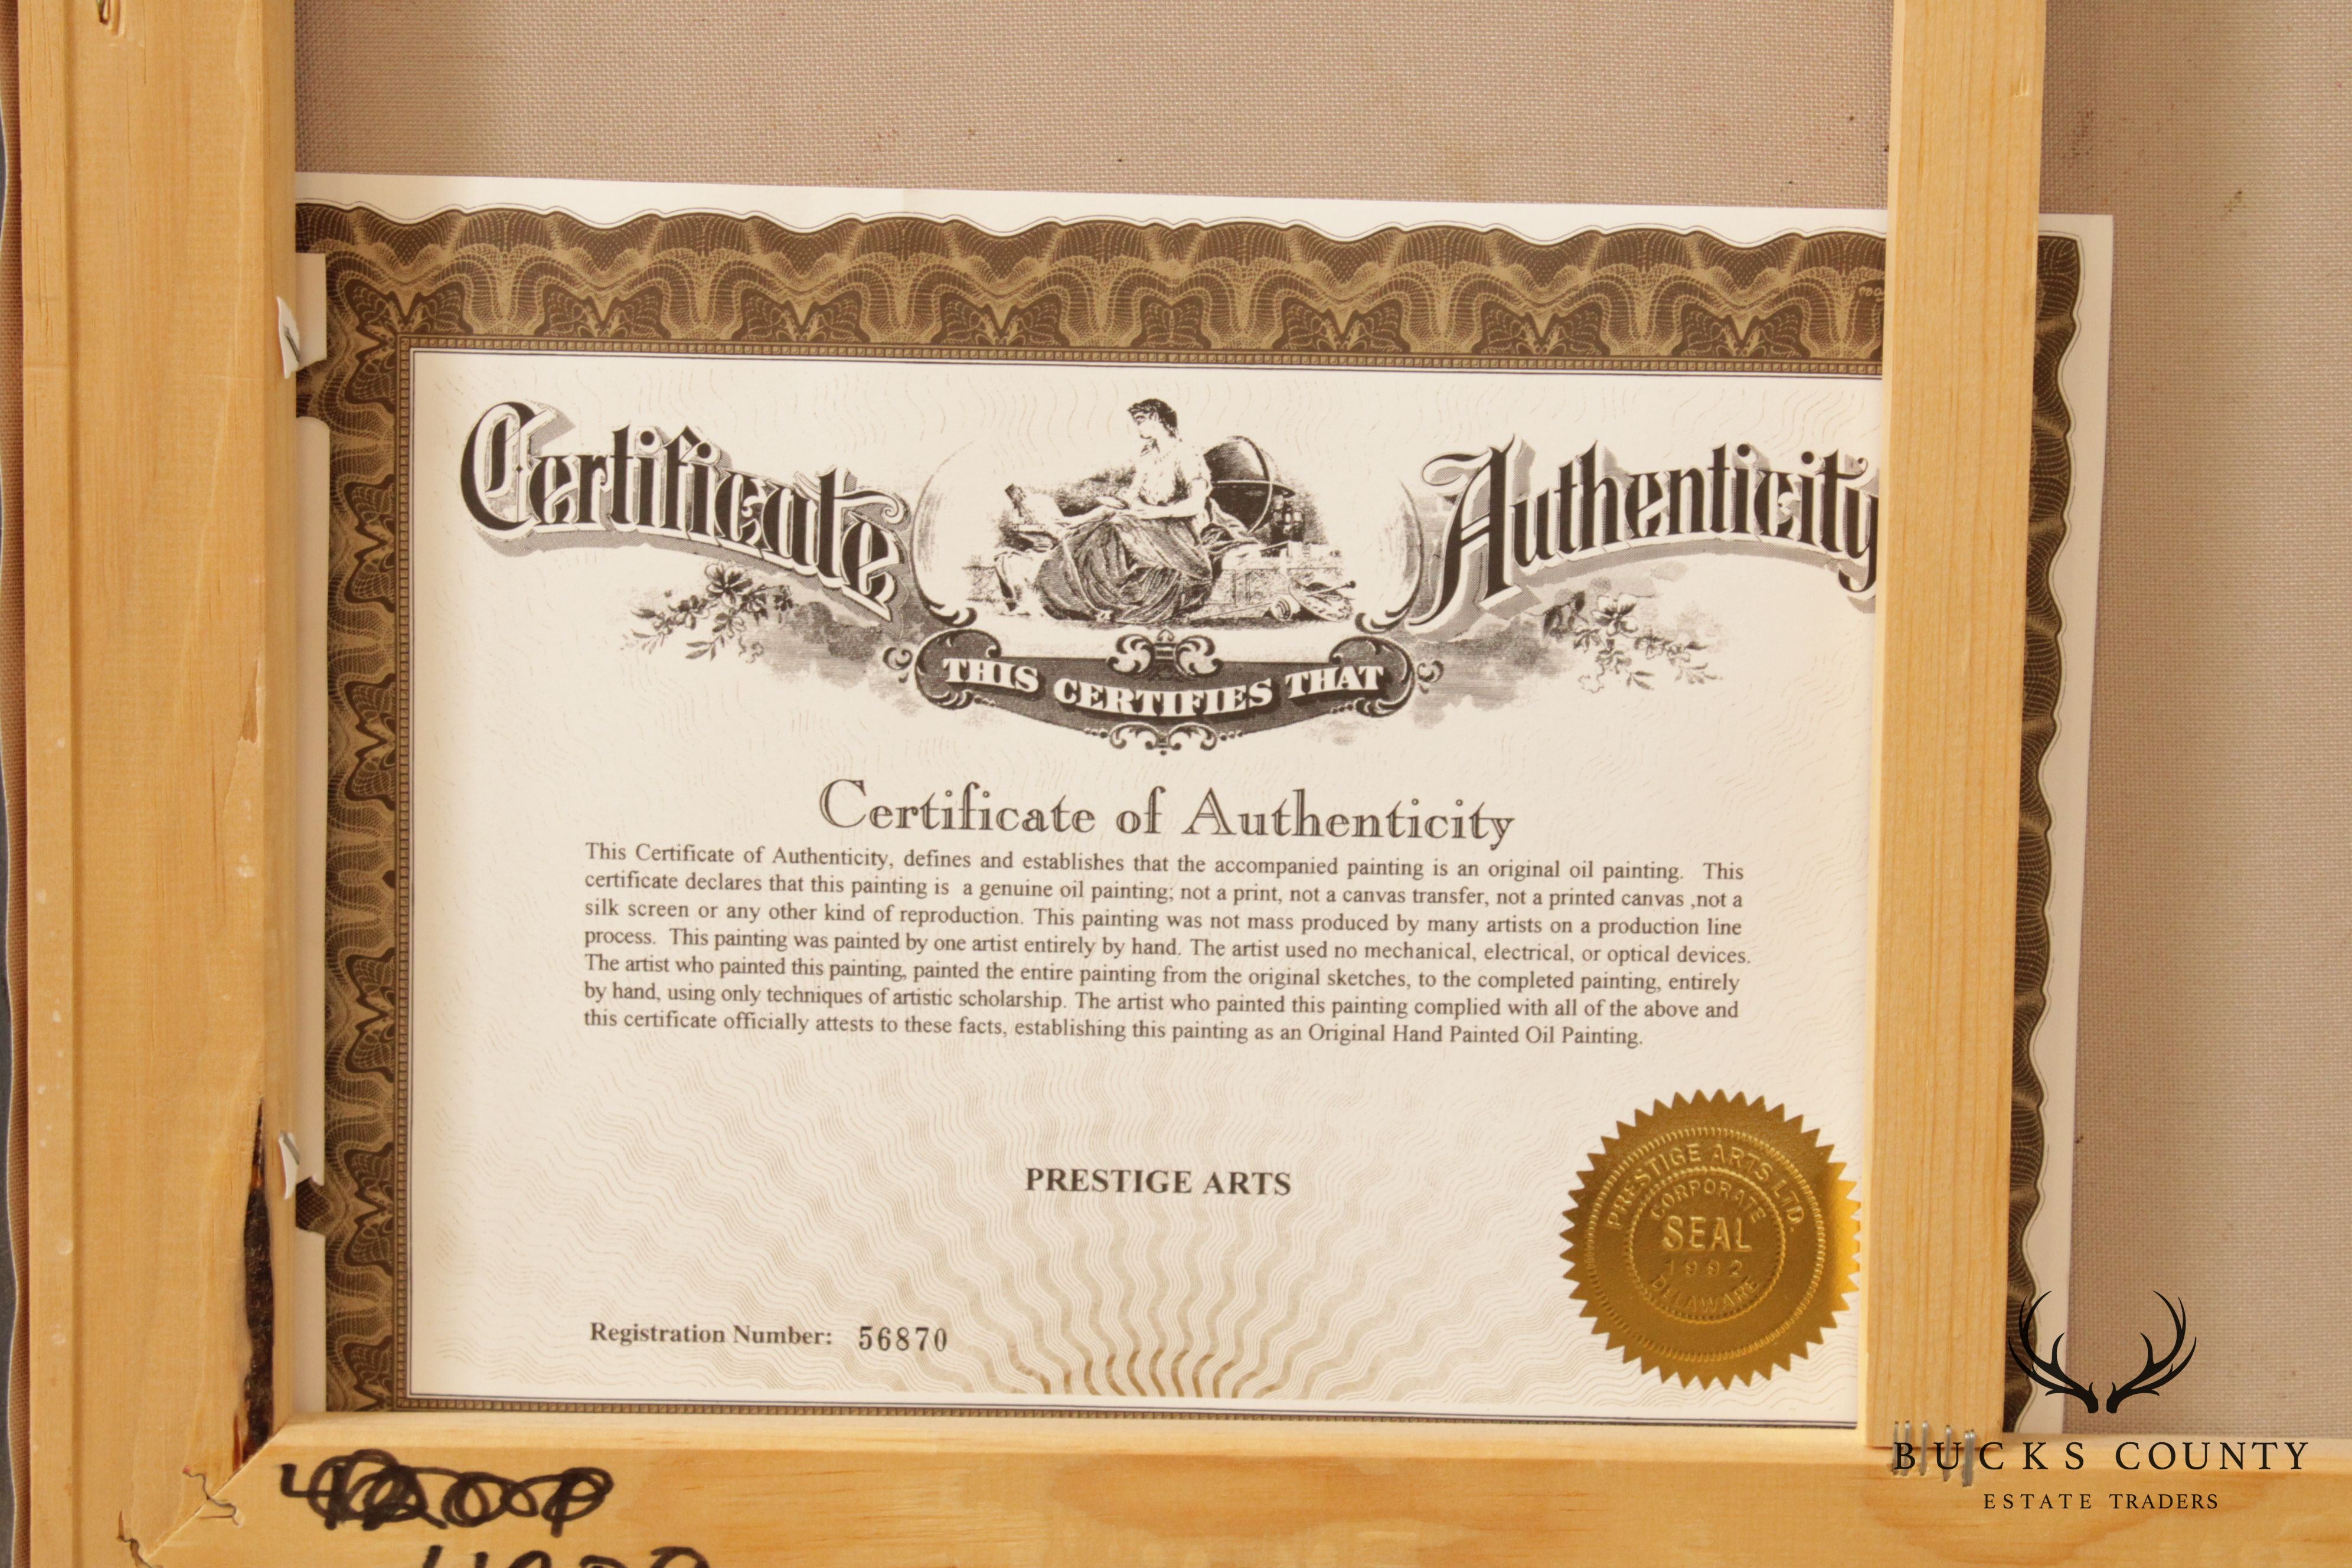 Certificate Authenticity
THIS CERTIFIES THAT
Certificate of Authenticity
This Certificate of Authenticity, defines and establishes that the accompanied painting is an original oil painting.  This
certificate declares that this painting is  a genuine oil painting; not a print, not a canvas transfer, not a printed canvas ,not a
silk screen or any other kind of reproduction. This painting was not mass produced by many artists on a production line
process.  This painting was painted by one artist entirely by hand. The artist used no mechanical, electrical, or optical devices.
The artist who painted this painting, painted the entire painting from the original sketches, to the completed painting, entirely
by hand, using only techniques of artistic scholarship. The artist who painted this painting complied with all of the above and
this certificate officially attests to these facts, establishing this painting as an Original Hand Painted Oil Painting.
PRESTIGE ARTS
PRESTIGE ARTS LTD.
CORPORATE
SEAL
1992
DELAWARE
Registration Number: 56870
BUCKS COUNTY
ESTATE TRADERS